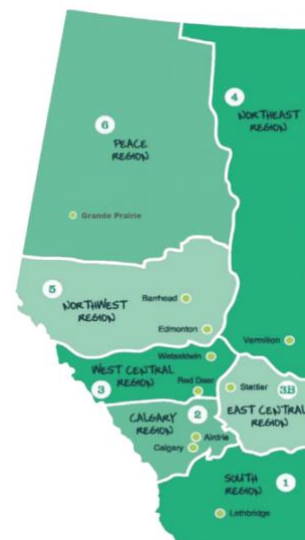 4
NORTHEAST
REGION
6
PEACE
REGION
Grande Prairie
5
NORTHWEST
REGION
Barrhead
Edmonton
Vermilion
Wetaskiwin
WEST CENTRAL
REGION
3
Red Deer
Stettler
3B
EAST CENTRAL
REGION
CALGARY
REGION
2
Airdrie
Calgary
SOUTH
REGION
1
Lethbridge